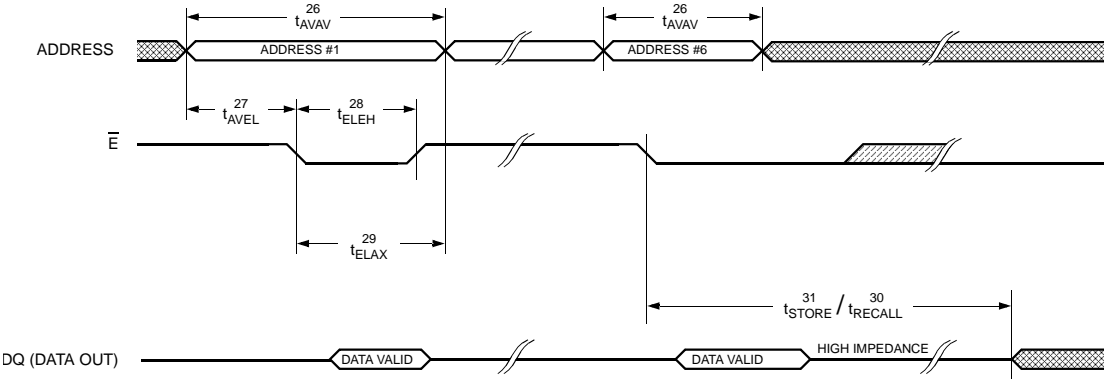 26 26
tAVAV tAVAV
ADDRESS ADDRESS #1 ADDRESS #6
27 28
tAVEL tELEH
E
29
tELAX
31 30
tSTORE / tRECALL
DQ (DATA OUT) DATA VALID DATA VALID HIGH IMPEDANCE